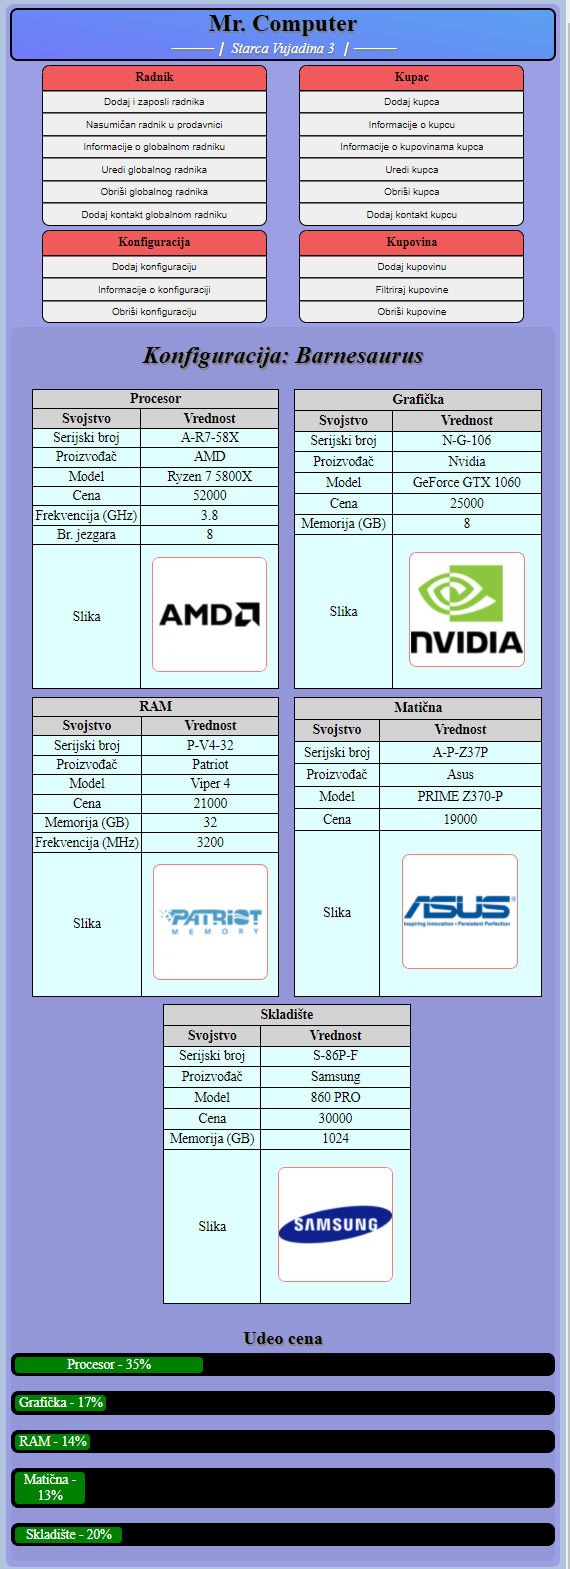 Mr. Computer
Starca Vujadina 3
Radnik
Dodaj i zaposli radnika
Nasumičan radnik u prodavnici
Informacije o globalnom radniku
Uredi globalnog radnika
Obriši globalnog radnika
Dodaj kontakt globalnom radniku
Kupac
Dodaj kupca
Informacije o kupcu
Informacije o kupovinama kupca
Uredi kupca
Obriši kupca
Dodaj kontakt kupcu
Konfiguracija
Dodaj konfiguraciju
Informacije o konfiguraciji
Obriši konfiguraciju
Kupovina
Dodaj kupovinu
Filtriraj kupovine
Obriši kupovine
Konfiguracija: Barnesaurus
Procesor
Svojstvo Vrednost
Serijski broj A-R7-58X
Proizvođač AMD
Model Ryzen 7 5800X
Cena 52000
Frekvencija (GHz) 3.8
Br. jezgara 8
Slika AMD
Grafička
Svojstvo Vrednost
Serijski broj N-G-106
Proizvođač Nvidia
Model GeForce GTX 1060
Cena 25000
Memorija (GB) 8
Slika NVIDIA
RAM
Svojstvo Vrednost
Serijski broj P-V4-32
Proizvođač Patriot
Model Viper 4
Cena 21000
Memorija (GB) 32
Frekvencija (MHz) 3200
Slika PATRIOT
MEMORY
Matična
Svojstvo Vrednost
Serijski broj A-P-Z37P
Proizvođač Asus
Model PRIME Z370-P
Cena 19000
Slika ASUS
Inspiring Innovation • Persistent Perfection
Skladište
Svojstvo Vrednost
Serijski broj S-86P-F
Proizvođač Samsung
Model 860 PRO
Cena 30000
Memorija (GB) 1024
Slika SAMSUNG
Udeo cena
Procesor - 35%
Grafička - 17%
RAM - 14%
Matična -
13%
Skladište - 20%